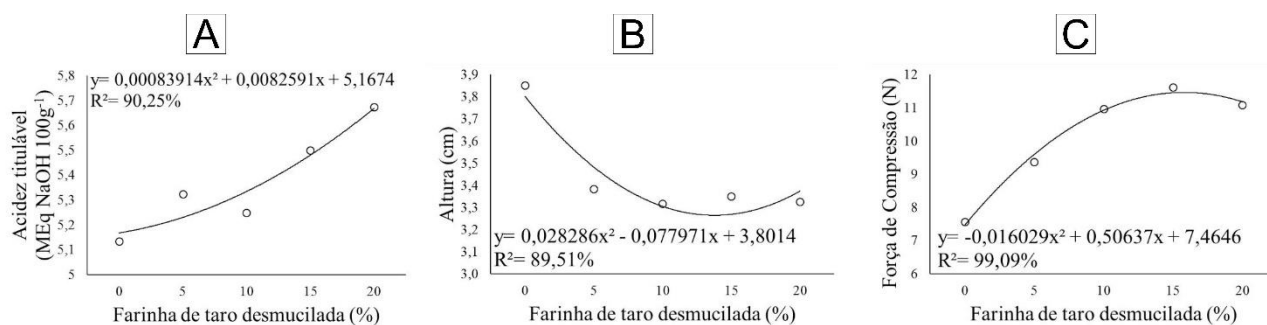 A
y= 0,00083914x² + 0,0082591x + 5,1674
R²= 90,25%
5,8
5,7
5,6
5,5
5,4
5,3
5,2
5,1
5
Acidez titulável
(MEq NaOH 100g⁻¹)
0 5 10 15 20
Farinha de taro desmucilada (%)
B
3,9
3,8
3,7
3,6
3,5
3,4
3,3
3,2
3,1
3,0
Altura (cm)
y= 0,028286x² - 0,077971x + 3,8014
R²= 89,51%
0 5 10 15 20
Farinha de taro desmucilada (%)
C
12
11
10
9
8
7
6
Força de Compressão (N)
y= -0,016029x² + 0,50637x + 7,4646
R²= 99,09%
0 5 10 15 20
Farinha de taro desmucilada (%)